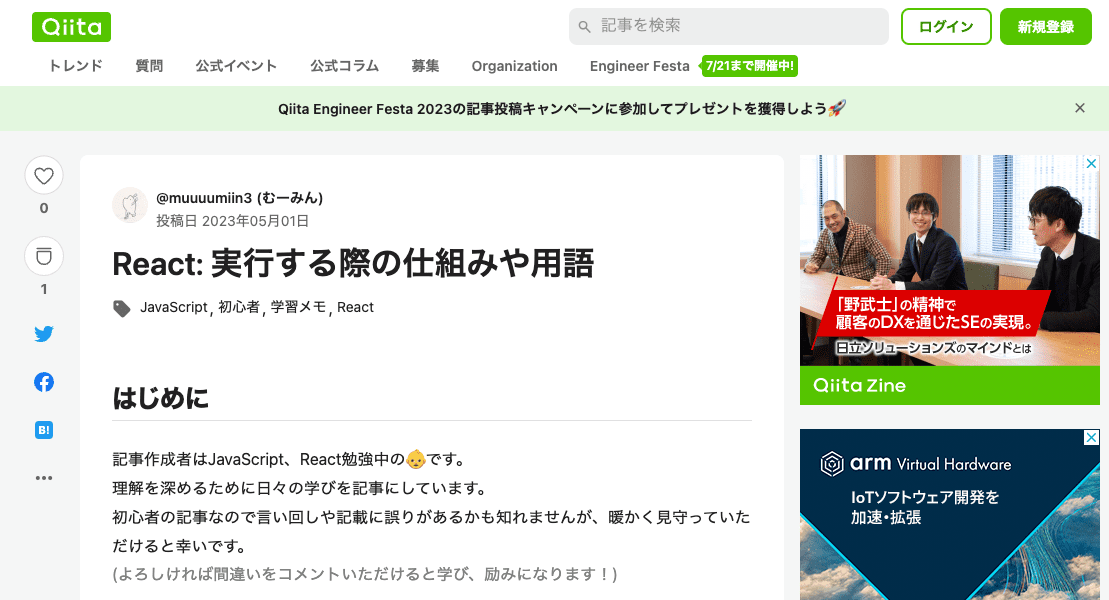 Qiita
記事を検索
ログイン
新規登録
トレンド
質問
公式イベント
公式コラム
募集
Organization
Engineer Festa
7/21まで開催中!
Qiita Engineer Festa 2023の記事投稿キャンペーンに参加してプレゼントを獲得しよう🚀
0
1
B!
@muuuumiin3 (むーみん)
投稿日 2023年05月01日
React: 実行する際の仕組みや用語
JavaScript, 初心者, 学習メモ, React
はじめに
記事作成者はJavaScript、React勉強中の👶です。
理解を深めるために日々の学びを記事にしています。
初心者の記事なので言い回しや記載に誤りがあるかも知れませんが、暖かく見守っていた
だけると幸いです。
(よろしければ間違いをコメントいただけると学び、励みになります！)
「野武士」の精神で
顧客のDXを通じたSEの実現。
日立ソリューションズのマインドとは
Qiita Zine
arm Virtual Hardware
IoTソフトウェア開発を
加速・拡張